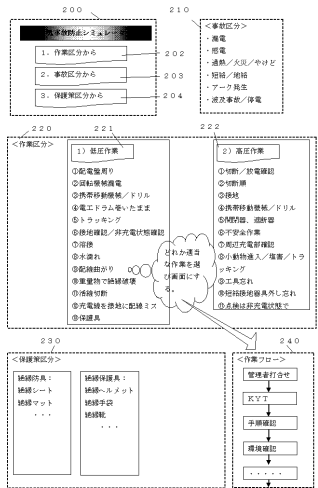 200
事故防止シミュレータ
1．作業区分から
202
2．事故区分から
203
3．保護策区分から
204
210
＜事故区分＞
・漏電
・感電
・過熱／火災／やけど
・短絡／地絡
・アーク発生
・波及事故／停電
220
＜作業区分＞
221
1）低圧作業
①配電盤周り
②回転機械漏電
③携帯移動機械／ドリル
④電工ドラム巻いたまま
⑤トラッキング
⑥接地確認／非充電状態確認
⑦溶接
⑧水濡れ
⑨配線曲がり
⑩重量物で絶縁破壊
⑪活線切断
⑫充電線を接地に配線ミス
⑬保護具
どれか適当
な作業を選
び画面にす
る。
222
2）高圧作業
①切断／放電確認
②切断順
③接地
④携帯移動機械／ドリル
⑤開閉器、遮断器
⑥不安全作業
⑦周辺充電部確認
⑧小動物進入／塩害／トラ
ッキング
⑨工具忘れ
⑩短絡接地器具外し忘れ
⑪点検は非充電状態で
230
＜保護策区分＞
絶縁防具：
絶縁シート
絶縁マット
・・・
絶縁保護具：
絶縁ヘルメット
絶縁手袋
絶縁靴
・・・
240
＜作業フロー＞
管理者打合せ
KYT
手順確認
環境確認
・・・・・